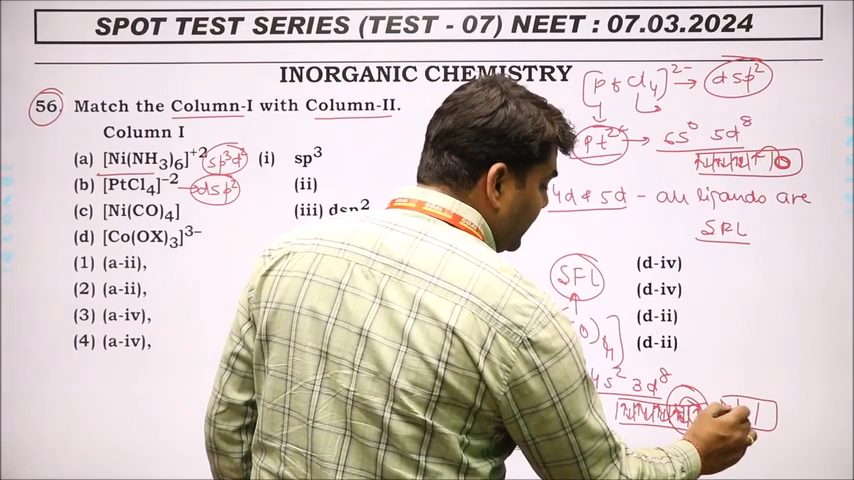 SPOT TEST SERIES (TEST - 07) NEET : 07.03.2024
INORGANIC CHEMISTRY
56. Match the Column-I with Column-II.
Column I
(a) [Ni(NH3)6]+2 sp3d2 (i) sp3
(b) [PtCl4]-2 → dsp2 (ii)
(c) [Ni(CO)4] (iii) dsp2
(d) [Co(OX)3]3–
(1) (a-ii), (d-iv)
(2) (a-ii), (d-iv)
(3) (a-iv), (d-ii)
(4) (a-iv), (d-ii)
[PtCl4]2- → dsp2
Pt2+ → 6s0 5d8
4d & 5d - all ligands are
SFL
SFL
4s2 3d8